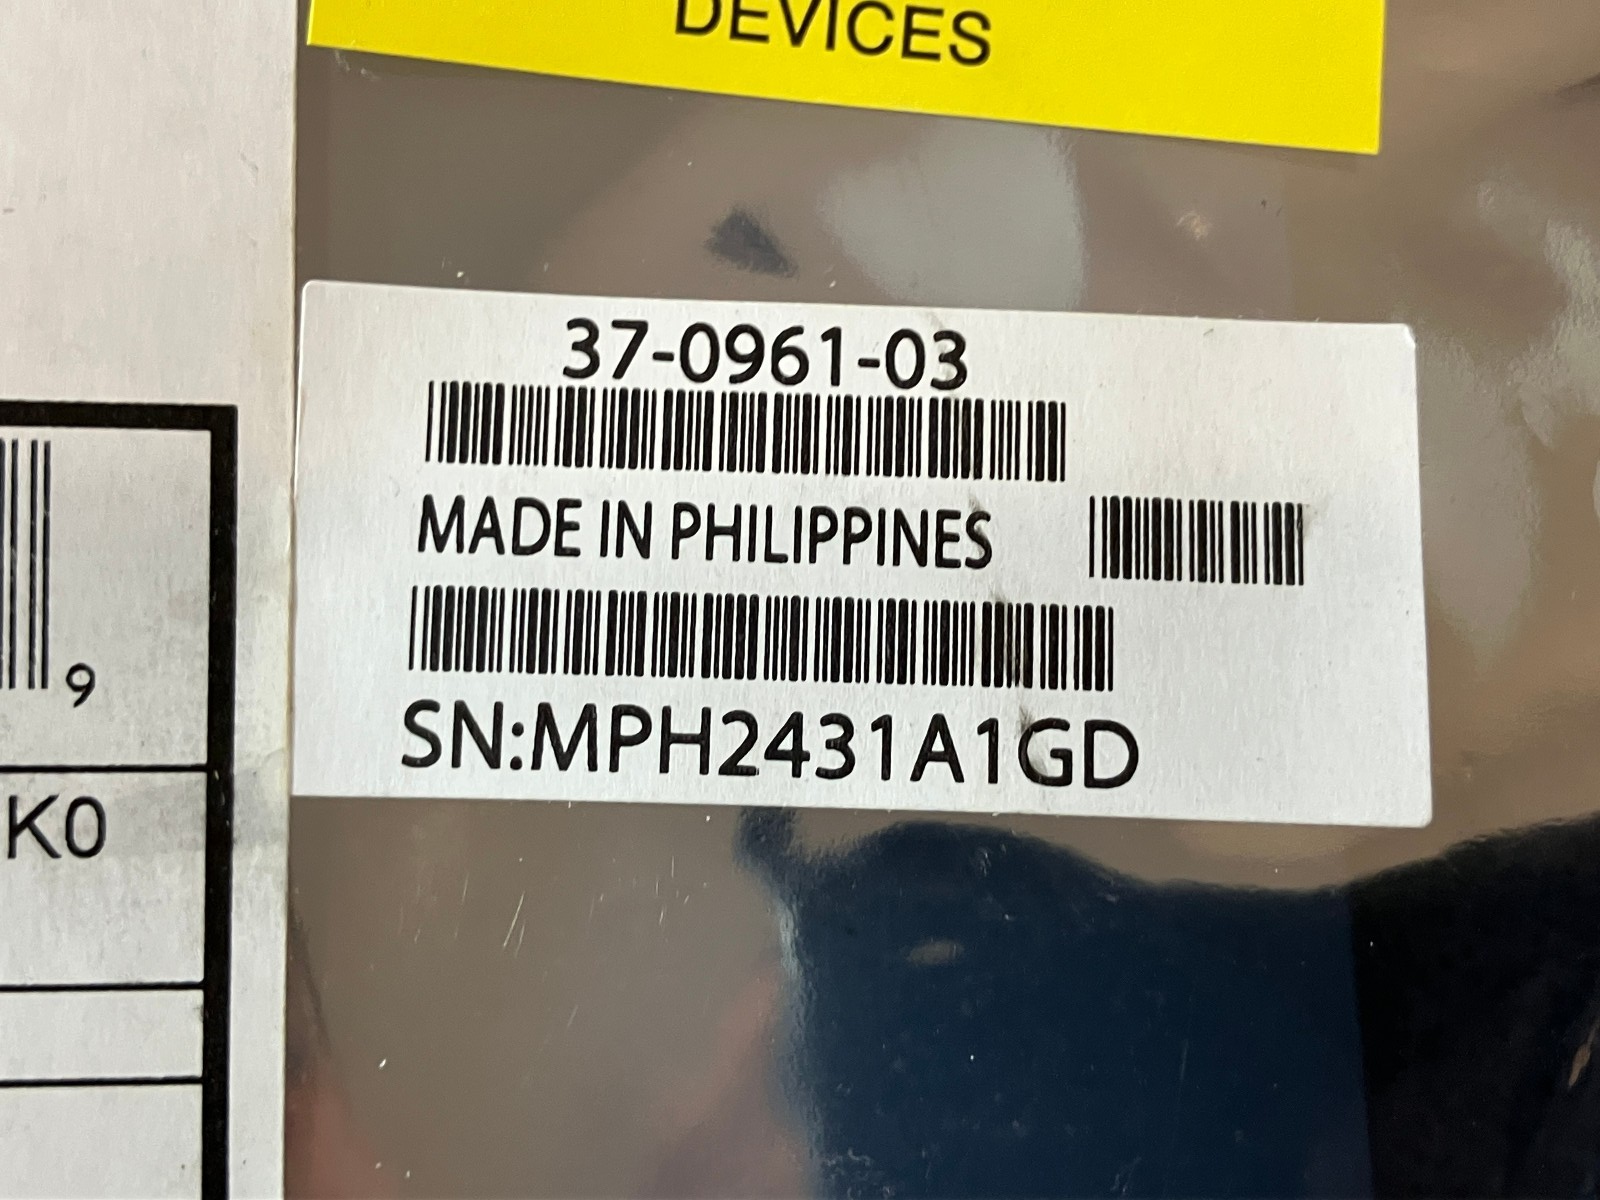 DEVICES
37-0961-03
MADE IN PHILIPPINES
SN:MPH2431A1GD
9
K0